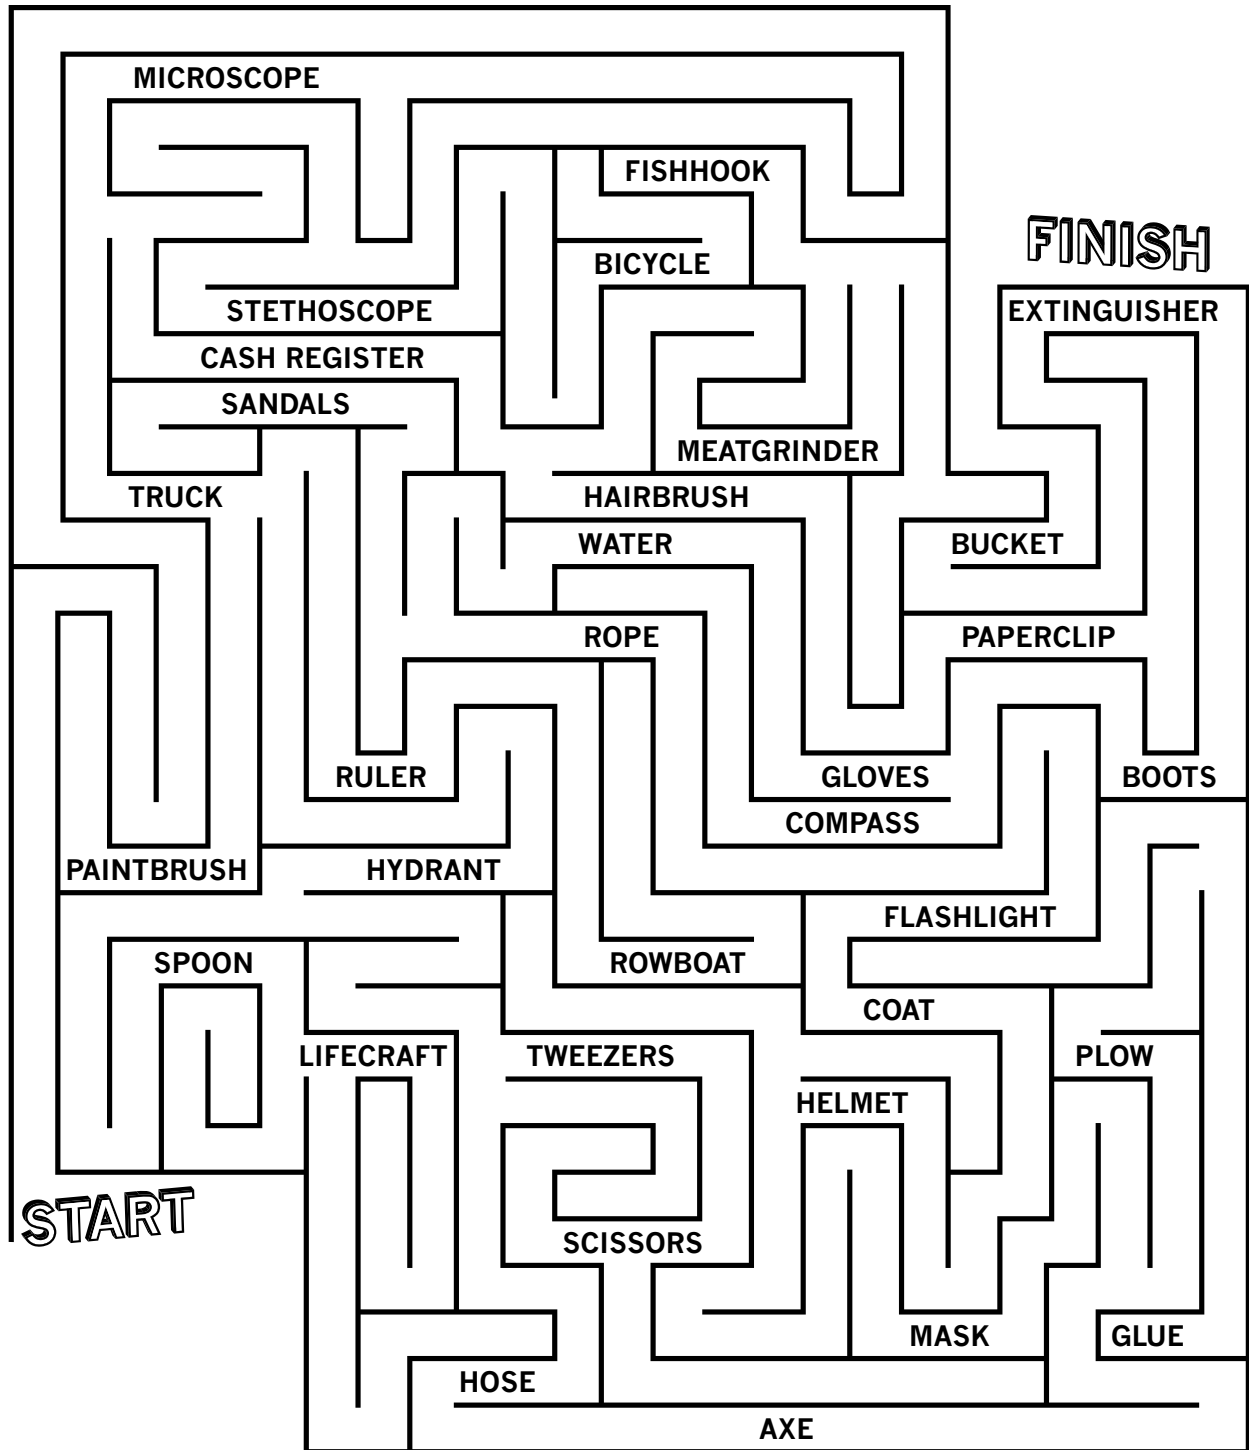 MICROSCOPE
FISHHOOK
FINISH
BICYCLE
STETHOSCOPE
EXTINGUISHER
CASH REGISTER
SANDALS
MEATGRINDER
TRUCK
HAIRBRUSH
WATER
BUCKET
ROPE
PAPERCLIP
RULER
GLOVES
BOOTS
COMPASS
PAINTBRUSH
HYDRANT
FLASHLIGHT
SPOON
ROWBOAT
COAT
LIFECRAFT
TWEEZERS
PLOW
HELMET
START
SCISSORS
MASK
GLUE
HOSE
AXE